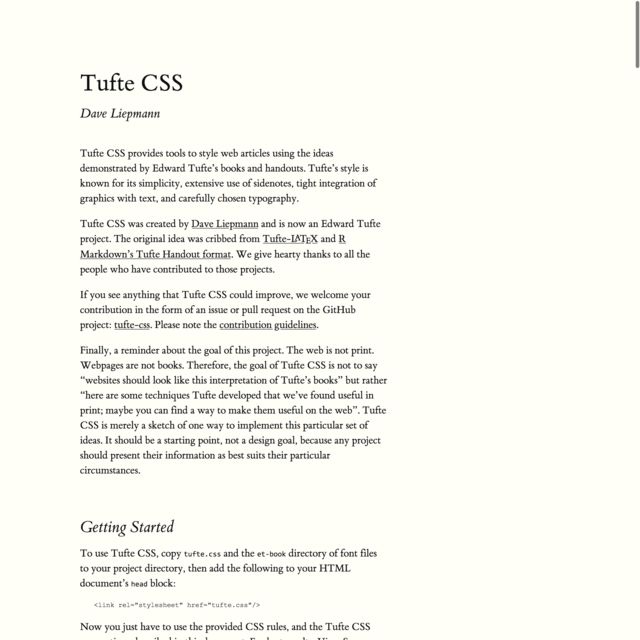 Tufte CSS
Dave Liepmann
Tufte CSS provides tools to style web articles using the ideas
demonstrated by Edward Tufte’s books and handouts. Tufte’s style is
known for its simplicity, extensive use of sidenotes, tight integration of
graphics with text, and carefully chosen typography.
Tufte CSS was created by Dave Liepmann and is now an Edward Tufte
project. The original idea was cribbed from Tufte-LATEX and R
Markdown’s Tufte Handout format. We give hearty thanks to all the
people who have contributed to those projects.
If you see anything that Tufte CSS could improve, we welcome your
contribution in the form of an issue or pull request on the GitHub
project: tufte-css. Please note the contribution guidelines.
Finally, a reminder about the goal of this project. The web is not print.
Webpages are not books. Therefore, the goal of Tufte CSS is not to say
“websites should look like this interpretation of Tufte’s books” but rather
“here are some techniques Tufte developed that we’ve found useful in
print; maybe you can find a way to make them useful on the web”. Tufte
CSS is merely a sketch of one way to implement this particular set of
ideas. It should be a starting point, not a design goal, because any project
should present their information as best suits their particular
circumstances.
Getting Started
To use Tufte CSS, copy tufte.css and the et-book directory of font files
to your project directory, then add the following to your HTML
document’s head block:
<link rel="stylesheet" href="tufte.css"/>
Now you just have to use the provided CSS rules, and the Tufte CSS